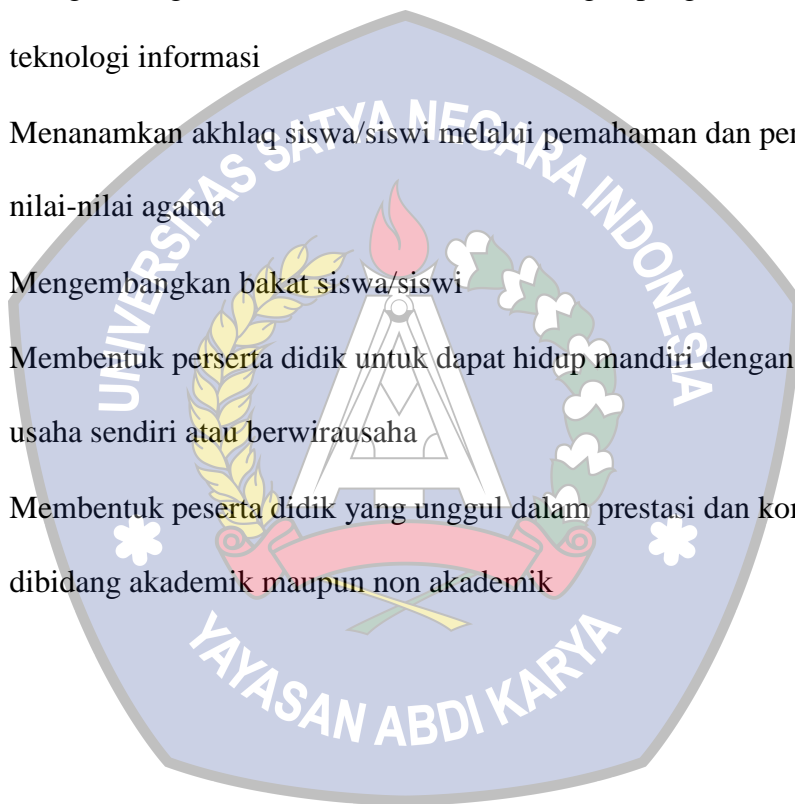 teknologi informasi
Menanamkan akhlaq siswa/siswi melalui pemahaman dan
nilai-nilai agama
Mengembangkan bakat siswa/siswi
Membentuk perserta didik untuk dapat hidup mandiri dengan
usaha sendiri atau berwirausaha
Membentuk peserta didik yang unggul dalam prestasi dan
dibidang akademik maupun non akademik
UNIVERSITAS SATYA NEGARA INDONESIA
YAYASAN ABDI KARYA